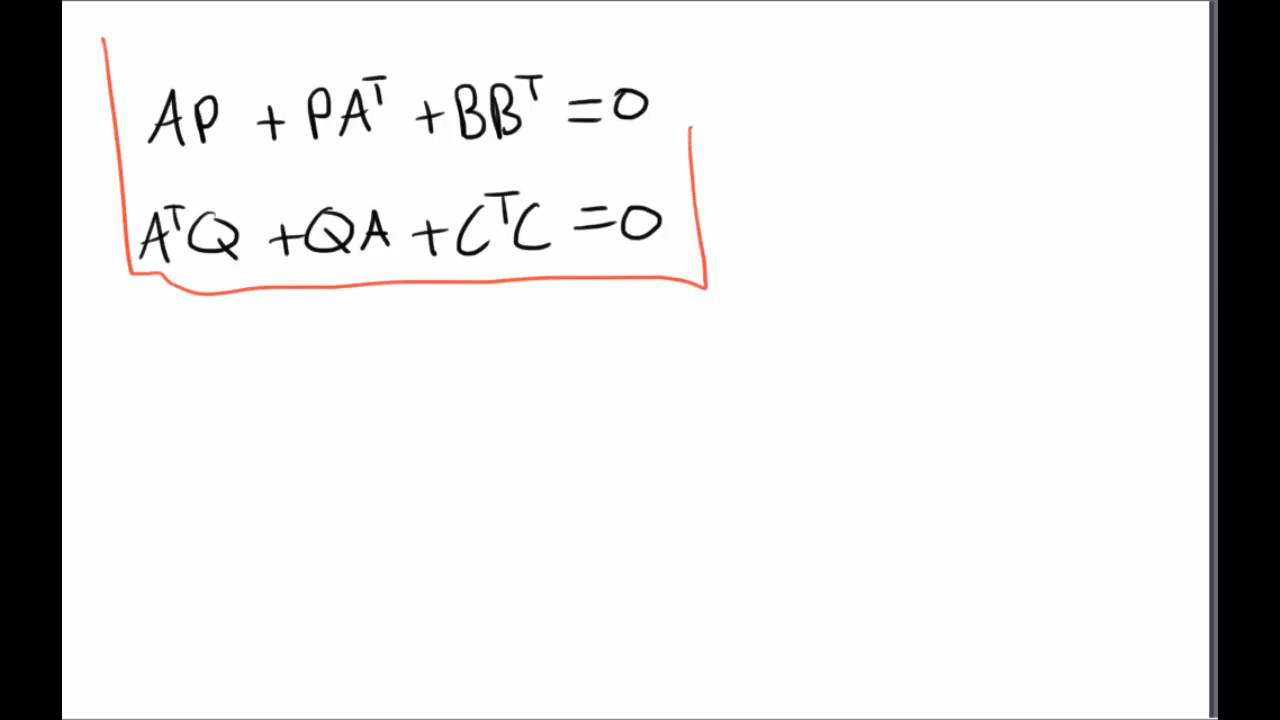 AP + PAᵀ + BBᵀ = 0
AᵀQ + QA + CᵀC = 0